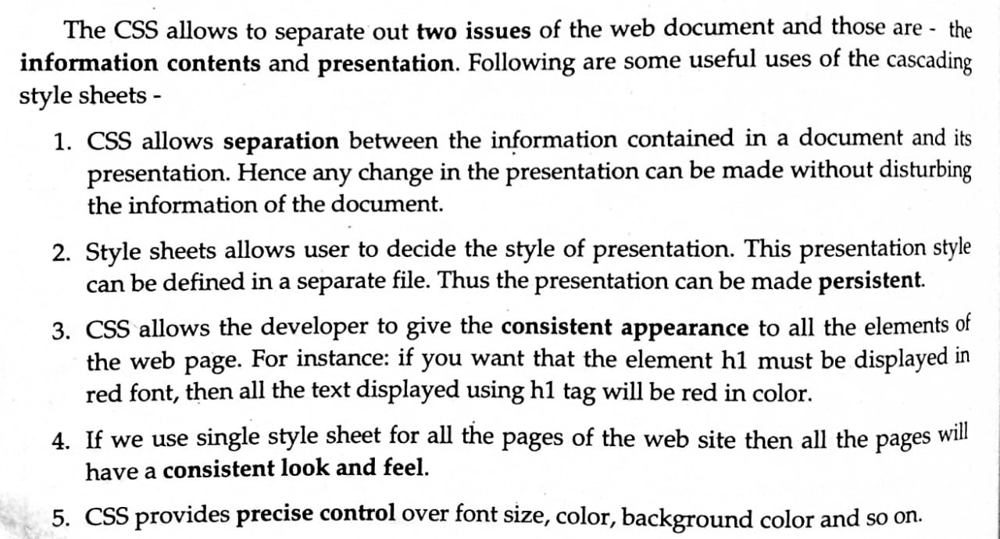 The CSS allows to separate out two issues of the web document and those are - the
information contents and presentation. Following are some useful uses of the cascading
style sheets -
1. CSS allows separation between the information contained in a document and its
presentation. Hence any change in the presentation can be made without disturbing
the information of the document.
2. Style sheets allows user to decide the style of presentation. This presentation style
can be defined in a separate file. Thus the presentation can be made persistent.
3. CSS allows the developer to give the consistent appearance to all the elements of
the web page. For instance: if you want that the element h1 must be displayed in
red font, then all the text displayed using h1 tag will be red in color.
4. If we use single style sheet for all the pages of the web site then all the pages will
have a consistent look and feel.
5. CSS provides precise control over font size, color, background color and so on.